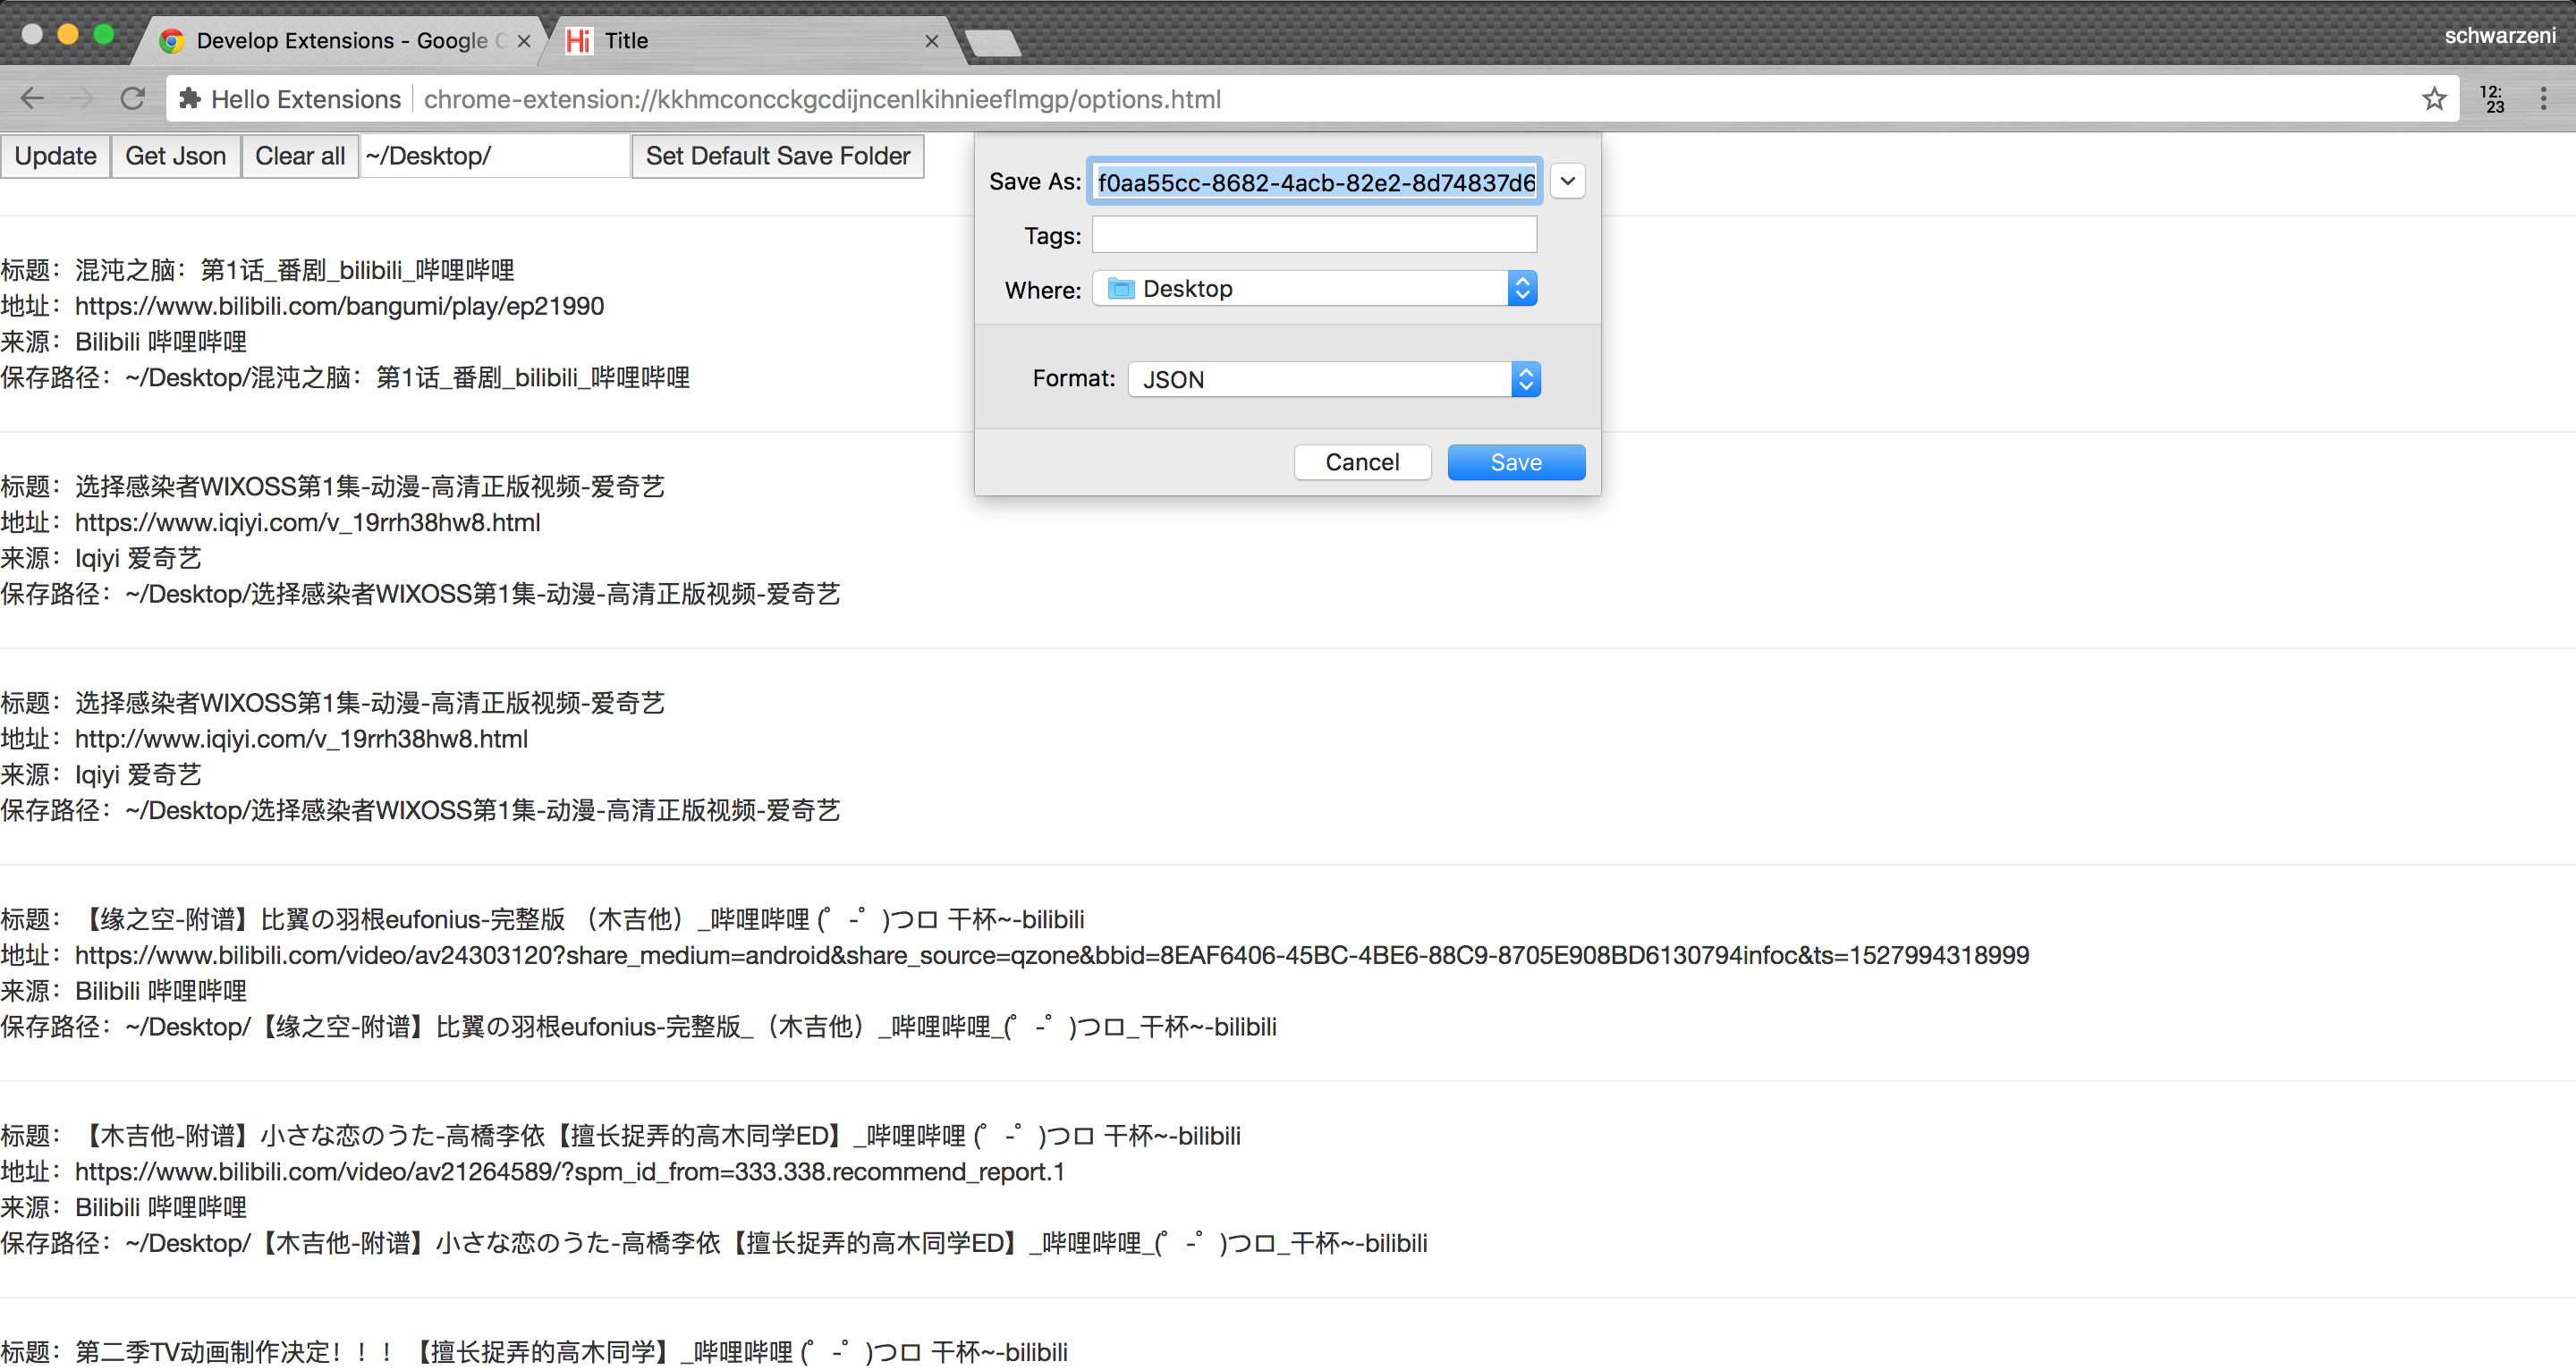 Develop Extensions - Google C
Hi Title
schwarzeni
Hello Extensions chrome-extension://kkhmconcckgcdijncenlkihnieeflmgp/options.html
12:
23
Update Get Json Clear all ~/Desktop/ Set Default Save Folder
Save As: f0aa55cc-8682-4acb-82e2-8d74837d6
Tags:
Where: Desktop
Format: JSON
Cancel Save
标题：混沌之脑：第1话_番剧_bilibili_哔哩哔哩
地址：https://www.bilibili.com/bangumi/play/ep21990
来源：Bilibili 哔哩哔哩
保存路径：~/Desktop/混沌之脑：第1话_番剧_bilibili_哔哩哔哩
标题：选择感染者WIXOSS第1集-动漫-高清正版视频-爱奇艺
地址：https://www.iqiyi.com/v_19rrh38hw8.html
来源：Iqiyi 爱奇艺
保存路径：~/Desktop/选择感染者WIXOSS第1集-动漫-高清正版视频-爱奇艺
标题：选择感染者WIXOSS第1集-动漫-高清正版视频-爱奇艺
地址：http://www.iqiyi.com/v_19rrh38hw8.html
来源：Iqiyi 爱奇艺
保存路径：~/Desktop/选择感染者WIXOSS第1集-动漫-高清正版视频-爱奇艺
标题：【缘之空-附谱】比翼の羽根eufonius-完整版 （木吉他）_哔哩哔哩 (゜-゜)つロ 干杯~-bilibili
地址：https://www.bilibili.com/video/av24303120?share_medium=android&share_source=qzone&bbid=8EAF6406-45BC-4BE6-88C9-8705E908BD6130794infoc&ts=1527994318999
来源：Bilibili 哔哩哔哩
保存路径：~/Desktop/【缘之空-附谱】比翼の羽根eufonius-完整版_（木吉他）_哔哩哔哩_(゜-゜)つロ_干杯~-bilibili
标题：【木吉他-附谱】小さな恋のうた-高橋李依【擅长捉弄的高木同学ED】_哔哩哔哩 (゜-゜)つロ 干杯~-bilibili
地址：https://www.bilibili.com/video/av21264589/?spm_id_from=333.338.recommend_report.1
来源：Bilibili 哔哩哔哩
保存路径：~/Desktop/【木吉他-附谱】小さな恋のうた-高橋李依【擅长捉弄的高木同学ED】_哔哩哔哩_(゜-゜)つロ_干杯~-bilibili
标题：第二季TV动画制作决定！！！【擅长捉弄的高木同学】_哔哩哔哩 (゜-゜)つロ 干杯~-bilibili